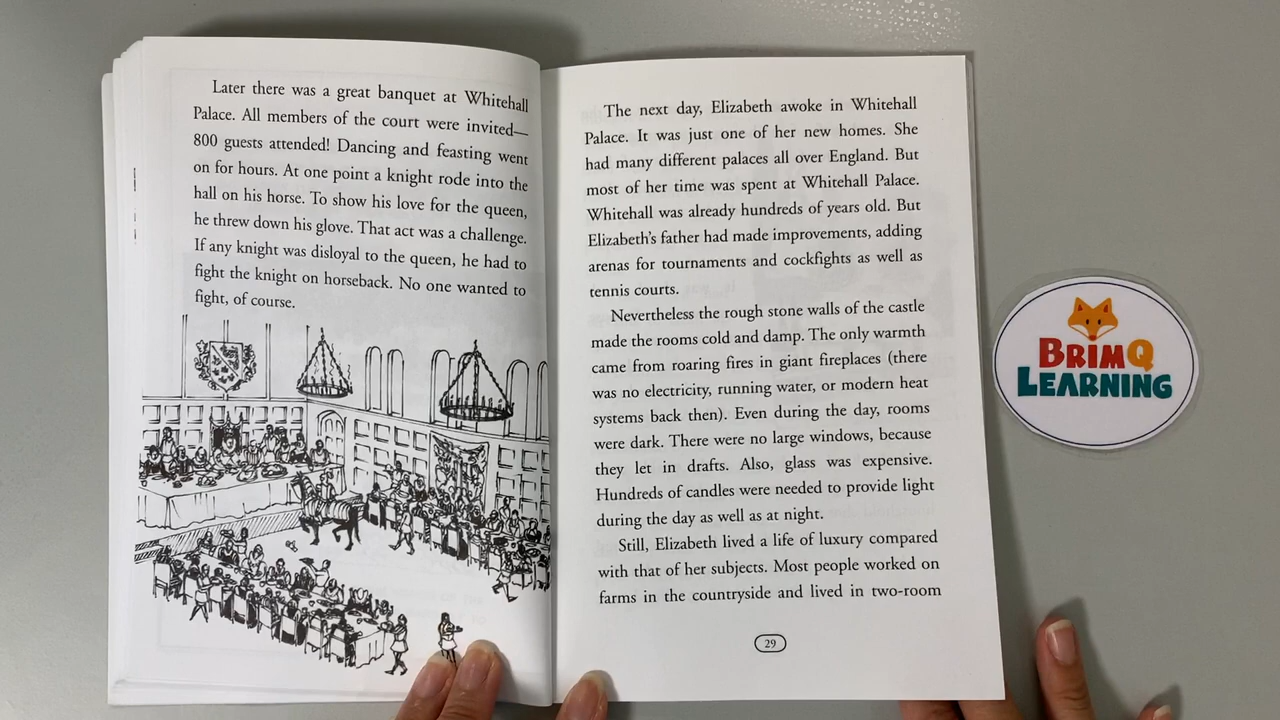 Later there was a great banquet at Whitehall
Palace. All members of the court were invited—
800 guests attended! Dancing and feasting went
on for hours. At one point a knight rode into the
hall on his horse. To show his love for the queen,
he threw down his glove. That act was a challenge.
If any knight was disloyal to the queen, he had to
fight the knight on horseback. No one wanted to
fight, of course.
The next day, Elizabeth awoke in Whitehall
Palace. It was just one of her new homes. She
had many different palaces all over England. But
most of her time was spent at Whitehall Palace.
Whitehall was already hundreds of years old. But
Elizabeth's father had made improvements, adding
arenas for tournaments and cockfights as well as
tennis courts.
Nevertheless the rough stone walls of the castle
made the rooms cold and damp. The only warmth
came from roaring fires in giant fireplaces (there
was no electricity, running water, or modern heat
systems back then). Even during the day, rooms
were dark. There were no large windows, because
they let in drafts. Also, glass was expensive.
Hundreds of candles were needed to provide light
during the day as well as at night.
Still, Elizabeth lived a life of luxury compared
with that of her subjects. Most people worked on
farms in the countryside and lived in two-room
29
BRIMQ
LEARNING